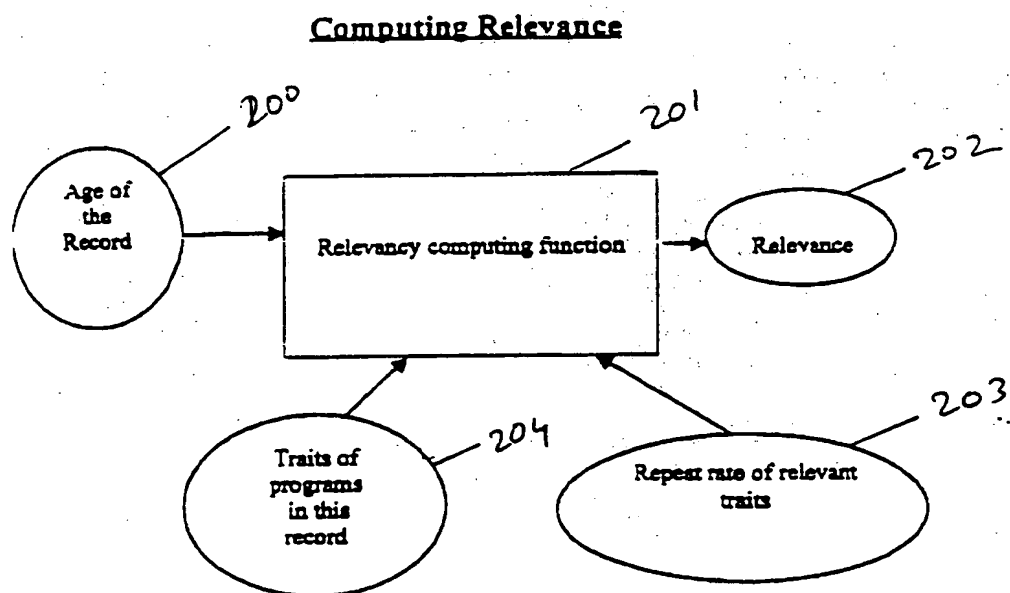 Computing Relevance
200
201
202
Age of
the
Record
Relevancy computing function
Relevance
204
203
Traits of
programs
in this
record
Repeat rate of relevant
traits